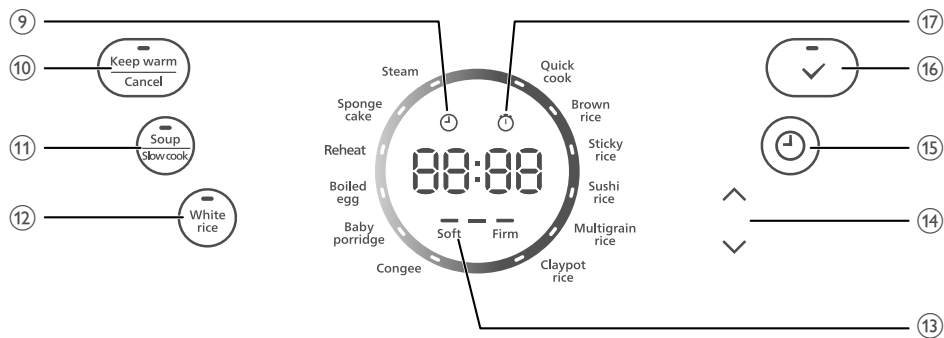 ⑨
⑰
⑩
Keep warm
Cancel
Steam
Quick
cook
⑯
Sponge
cake
Brown
rice
⑪
Soup
Slow cook
Reheat
88:88
Sticky
rice
⑮
Boiled
egg
Sushi
rice
⑫
White
rice
Baby
porridge
Soft
Firm
Multigrain
rice
⑭
Congee
Claypot
rice
⑬